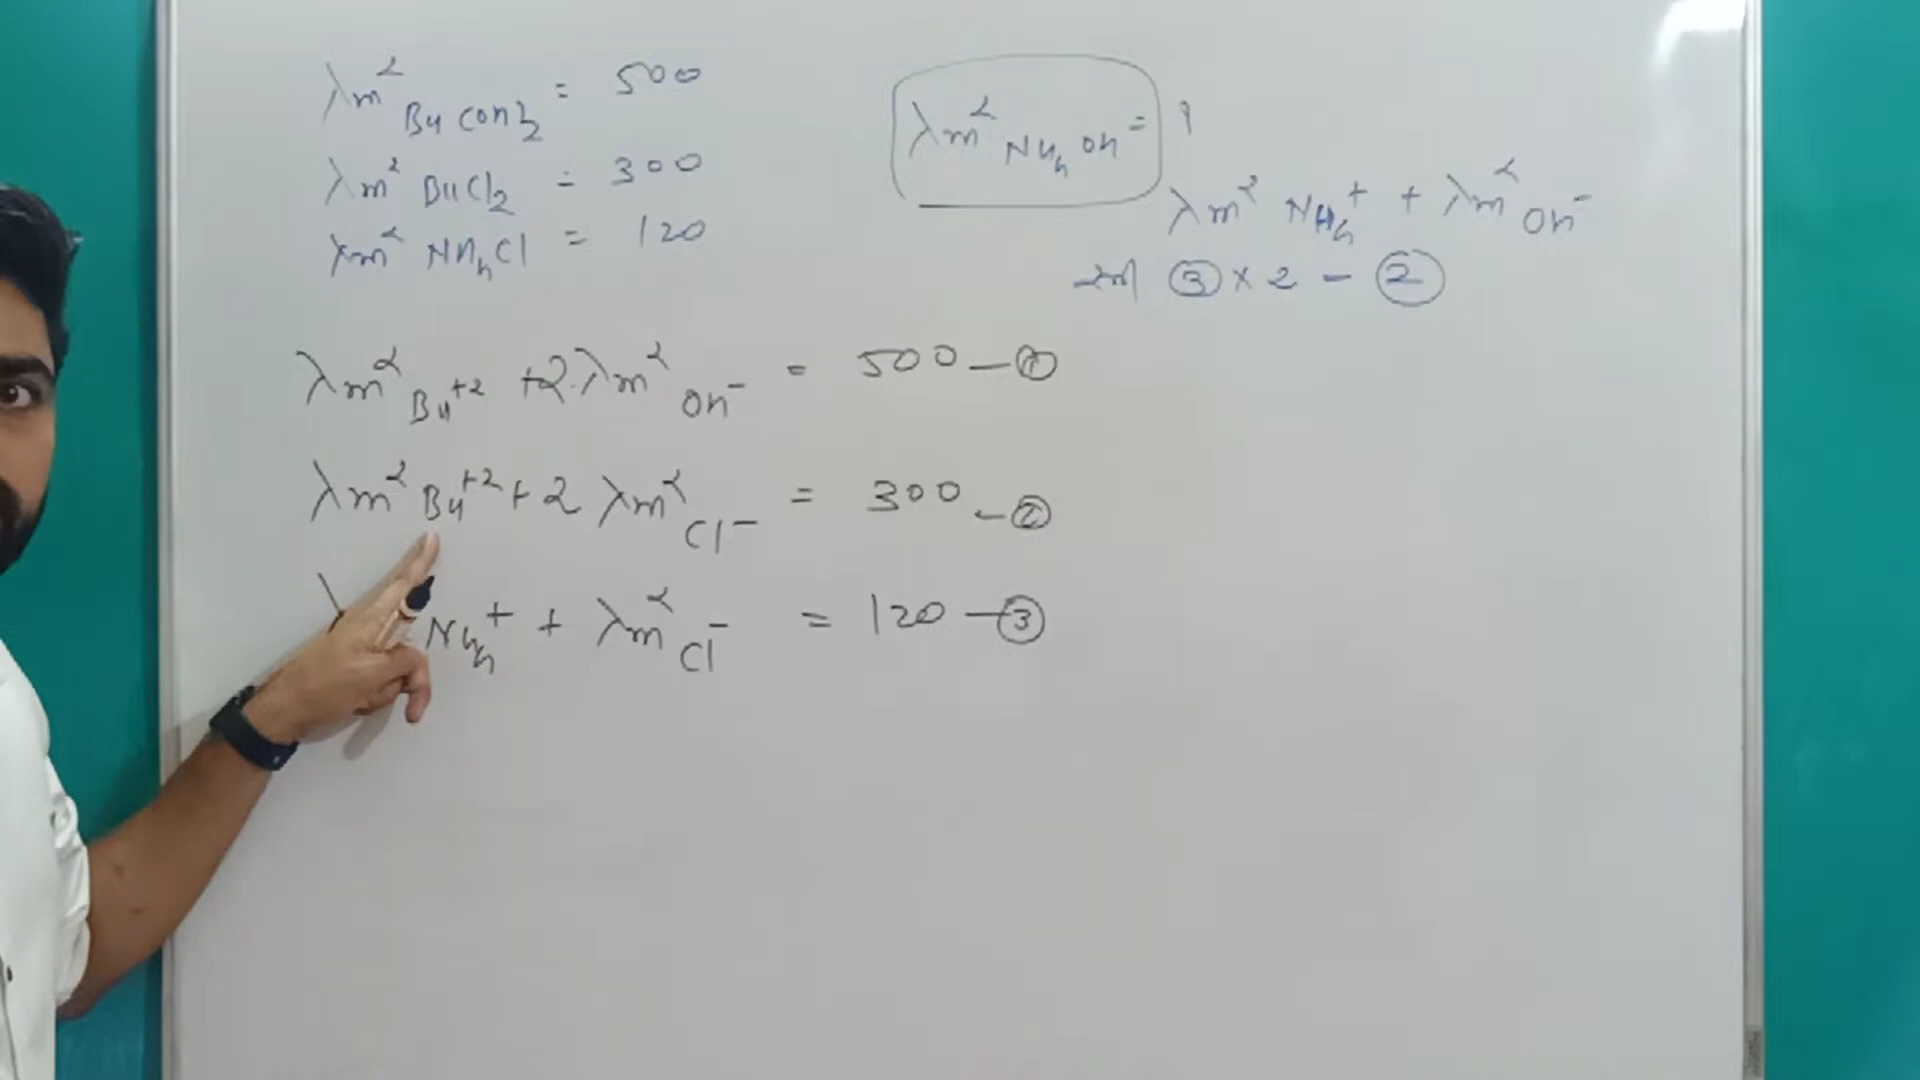 λm^α Ba(OH)2 = 500
λm^α BaCl2 = 300
λm^α NH4Cl = 120
λm^α NH4OH = ?
λm^α NH4^+ + λm^α OH^-
③ × 2 - ②
λm^α Ba^+2 + 2 λm^α OH^- = 500 — ①
λm^α Ba^+2 + 2 λm^α Cl^- = 300 — ②
NH4^+ + λm^α Cl^- = 120 — ③